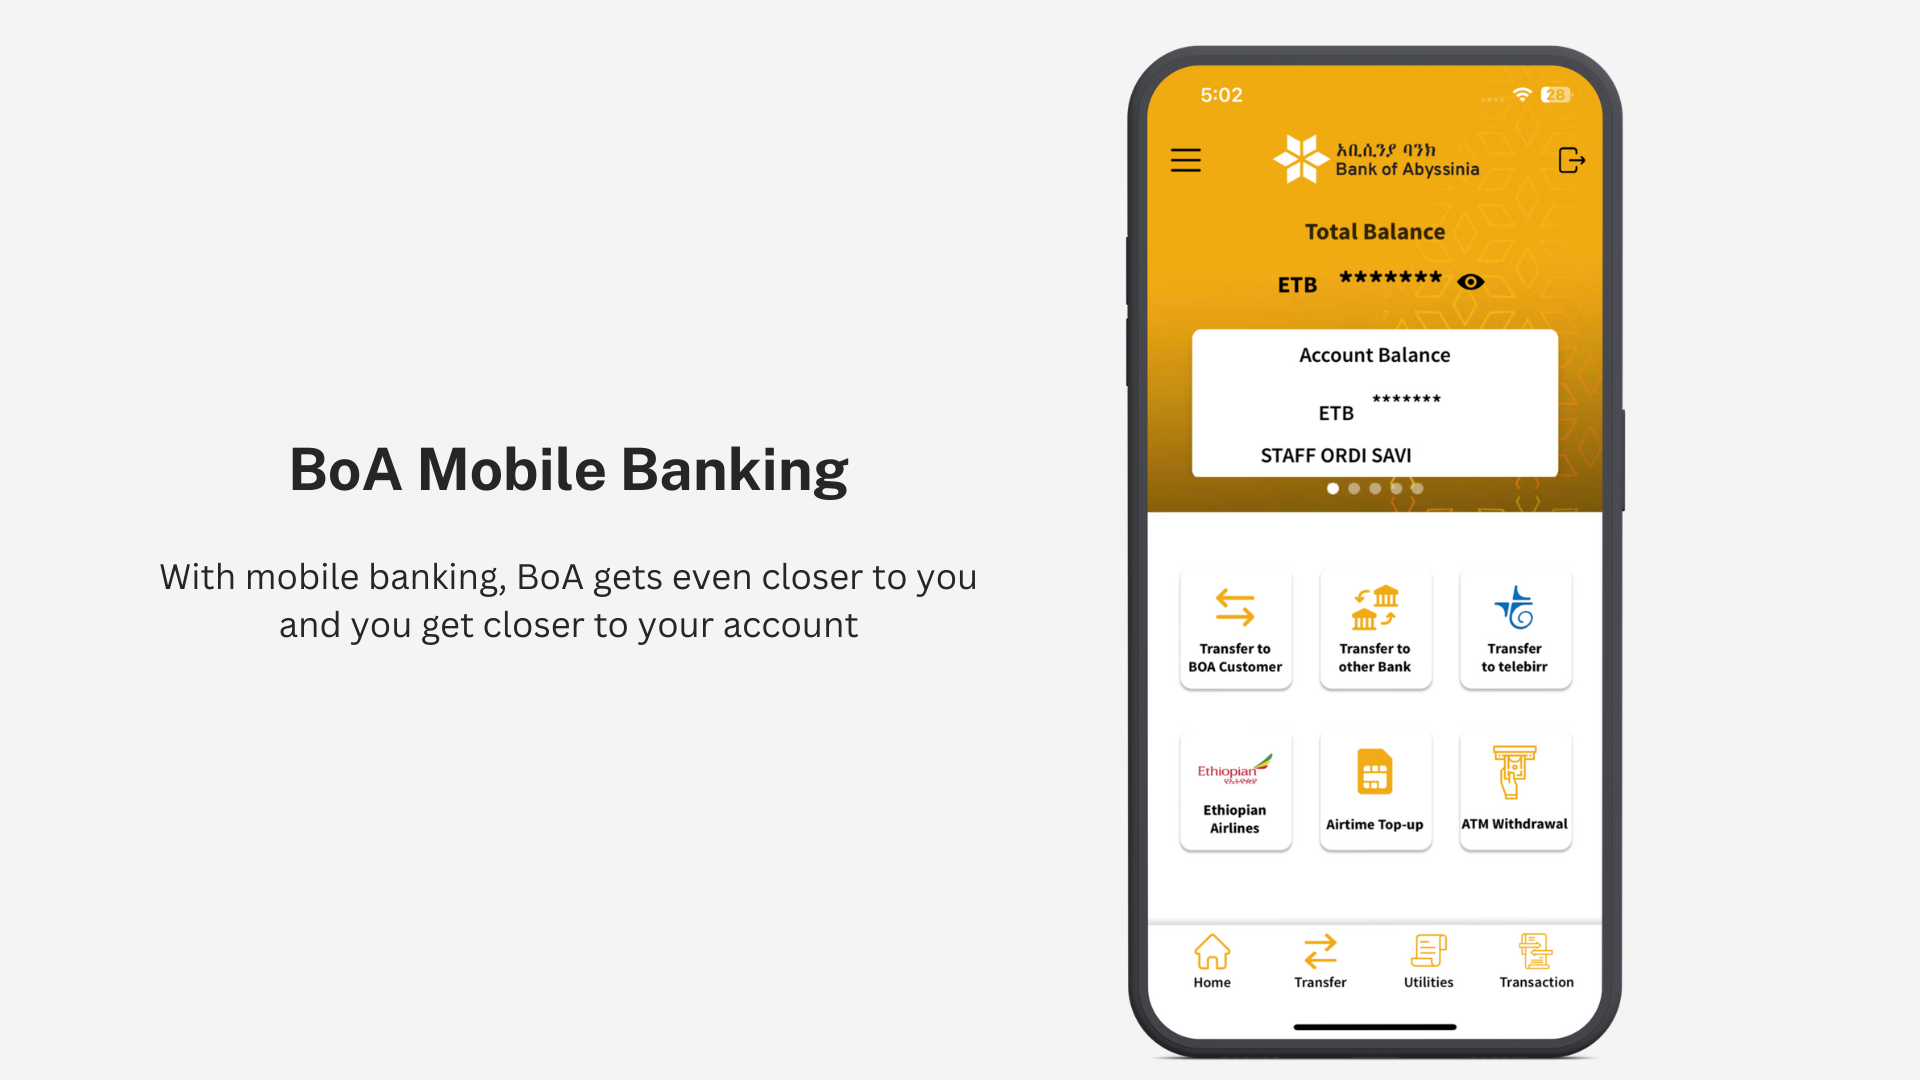 BoA Mobile Banking
With mobile banking, BoA gets even closer to you
and you get closer to your account
5:02
28
አቢሲንያ ባንክ
Bank of Abyssinia
Total Balance
ETB *******
Account Balance
ETB *******
STAFF ORDI SAVI
Transfer to
BOA Customer
Transfer to
other Bank
Transfer
to telebirr
Ethiopian
የኢትዮጵያ
Ethiopian
Airlines
Airtime Top-up
ATM Withdrawal
Home
Transfer
Utilities
Transaction